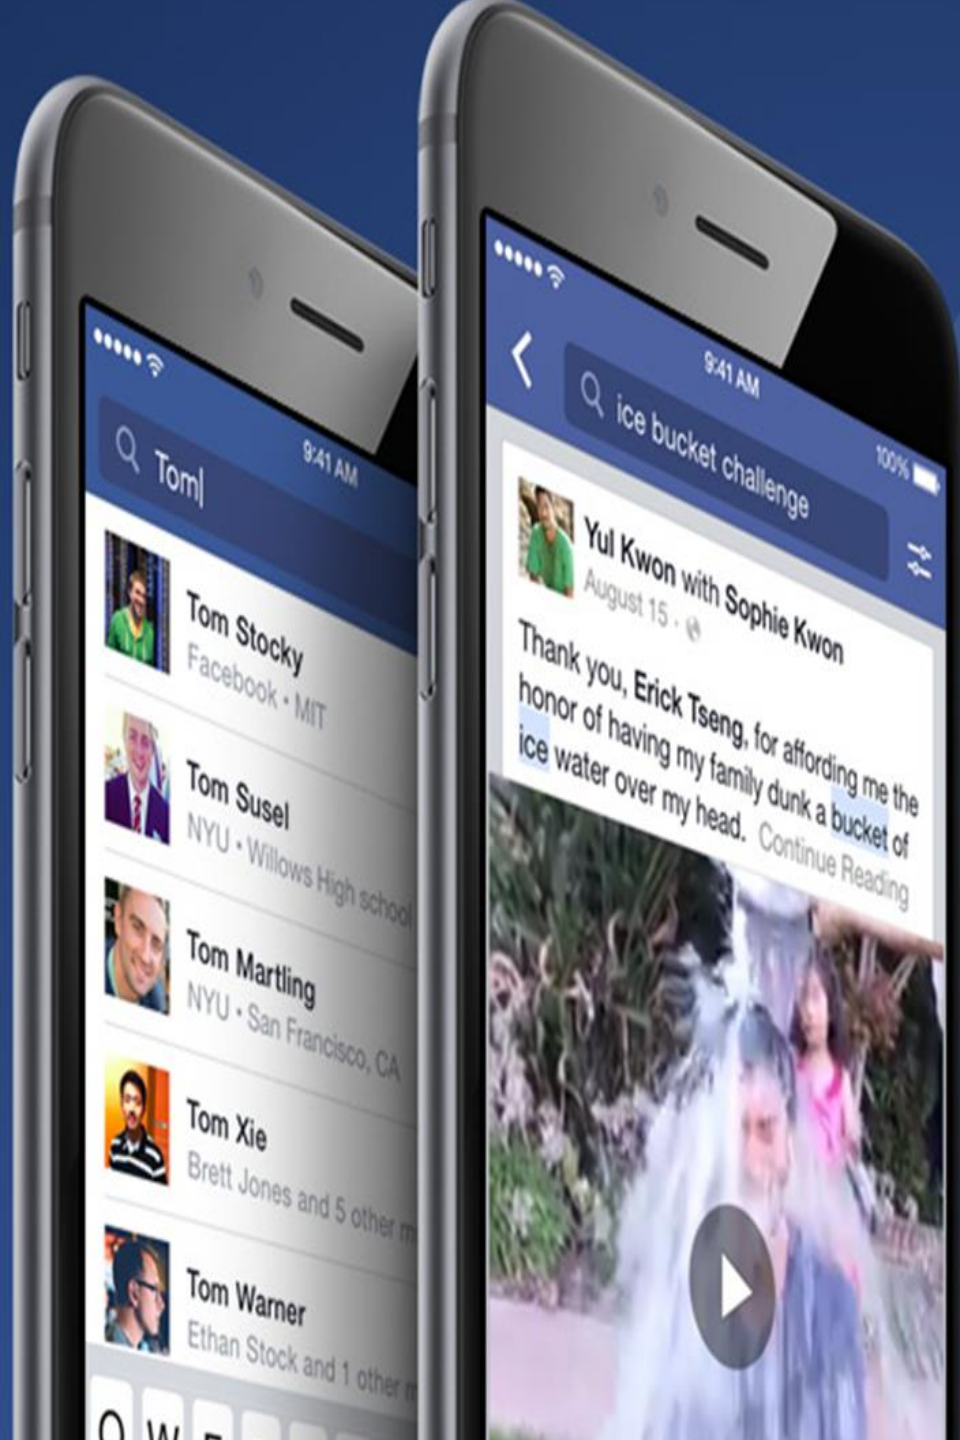 9:41 AM
Tom
Tom Stocky
Facebook • MIT
Tom Susel
NYU • Willows High school
Tom Martling
NYU • San Francisco, CA
Tom Xie
Brett Jones and 5 other m
Tom Warner
Ethan Stock and 1 other m
Q W E
9:41 AM
100%
ice bucket challenge
Yul Kwon with Sophie Kwon
August 15 ·
Thank you, Erick Tseng, for affording me the
honor of having my family dunk a bucket of
ice water over my head. Continue Reading